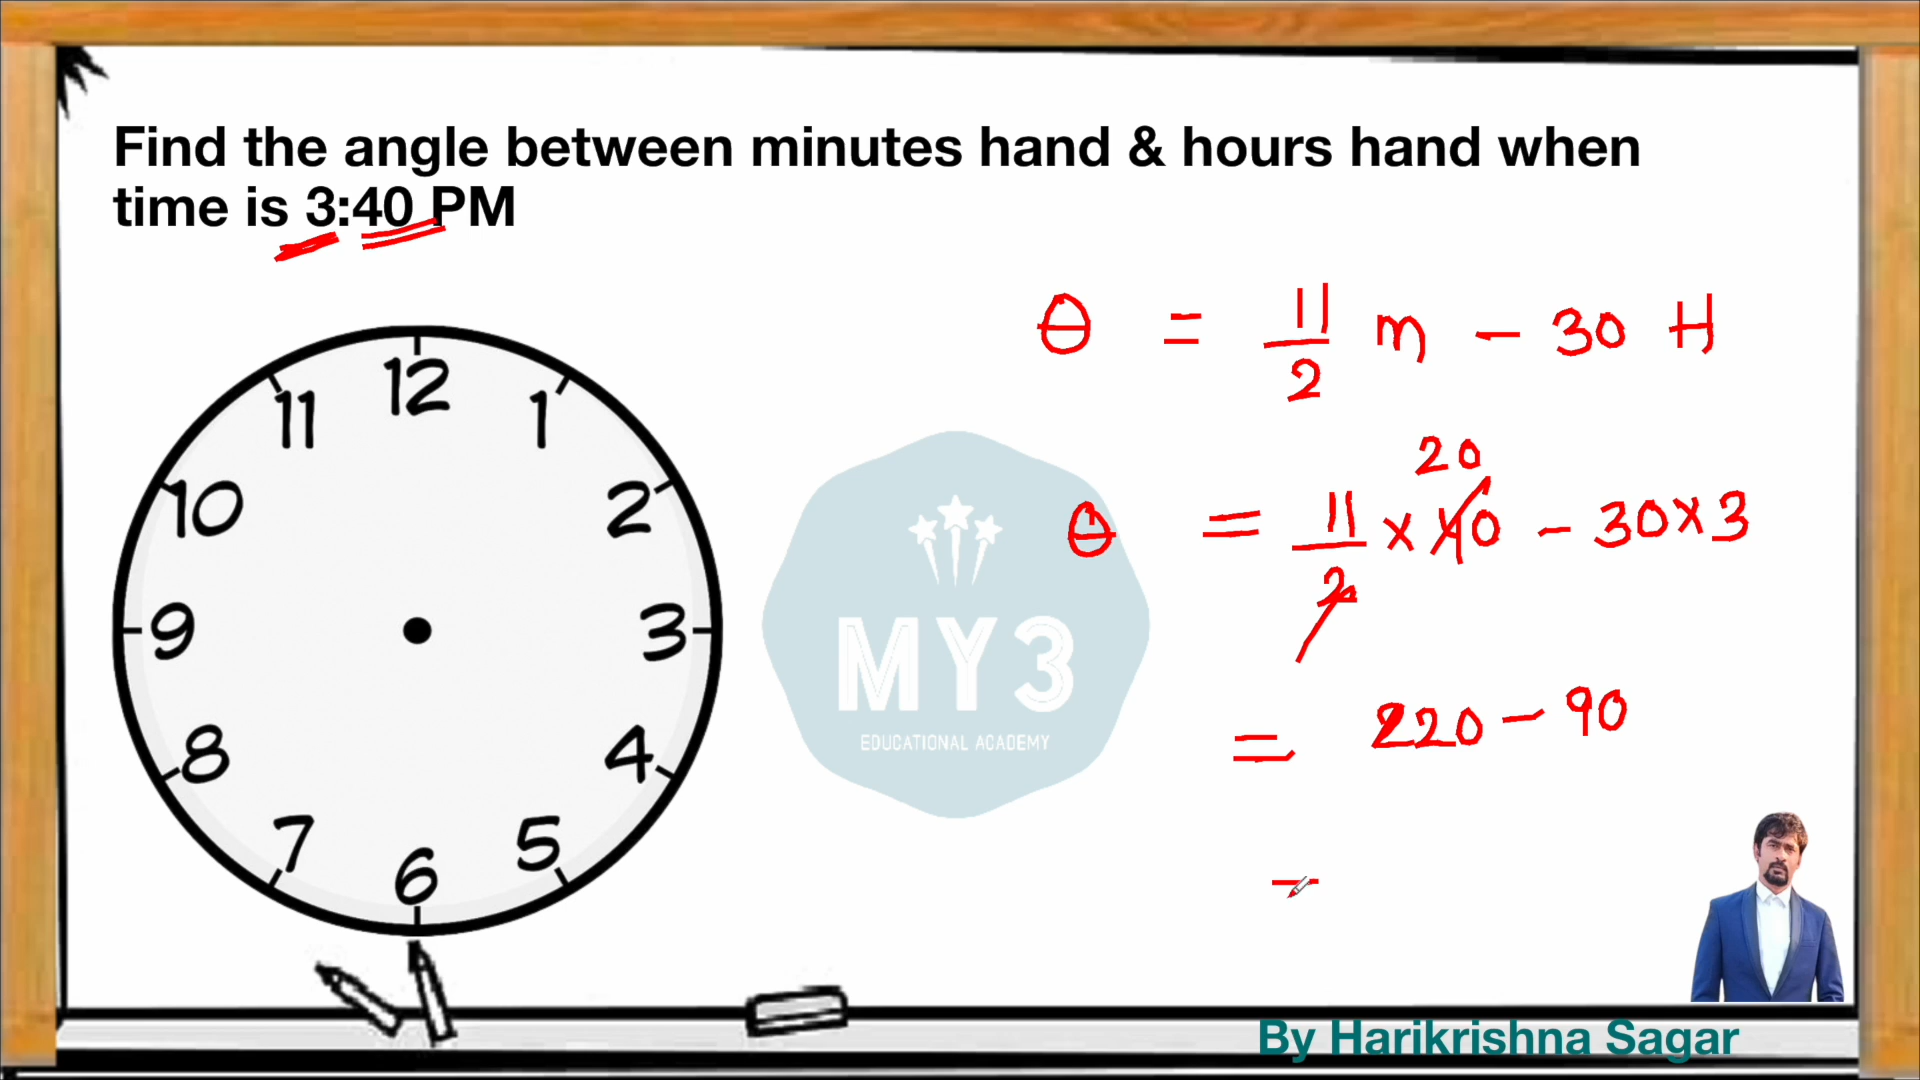 Find the angle between minutes hand & hours hand when
time is 3:40 PM
θ = 11/2 m - 30 H
20
θ = 11/2 × 40 - 30×3
= 220 - 90
12
11 1
10 2
9 3
8 4
7 5
6
MY3
EDUCATIONAL ACADEMY
By Harikrishna Sagar